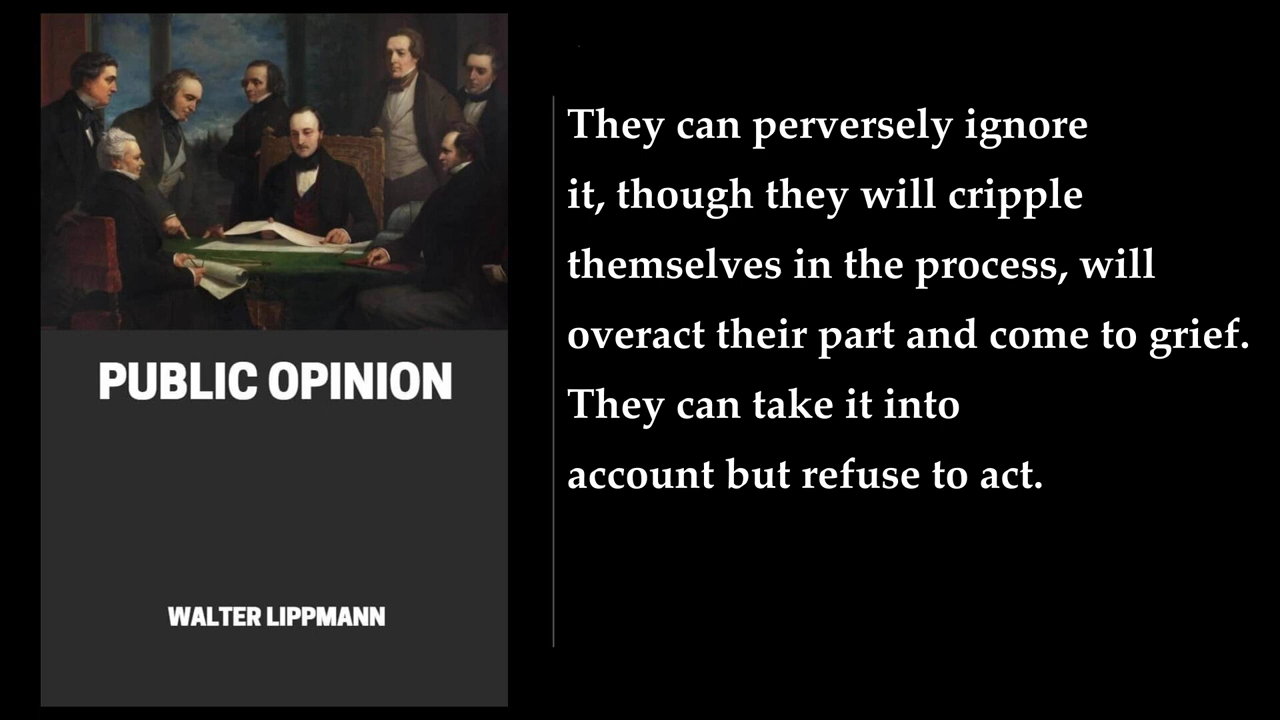 PUBLIC OPINION
WALTER LIPPMANN
They can perversely ignore
it, though they will cripple
themselves in the process, will
overact their part and come to grief.
They can take it into
account but refuse to act.